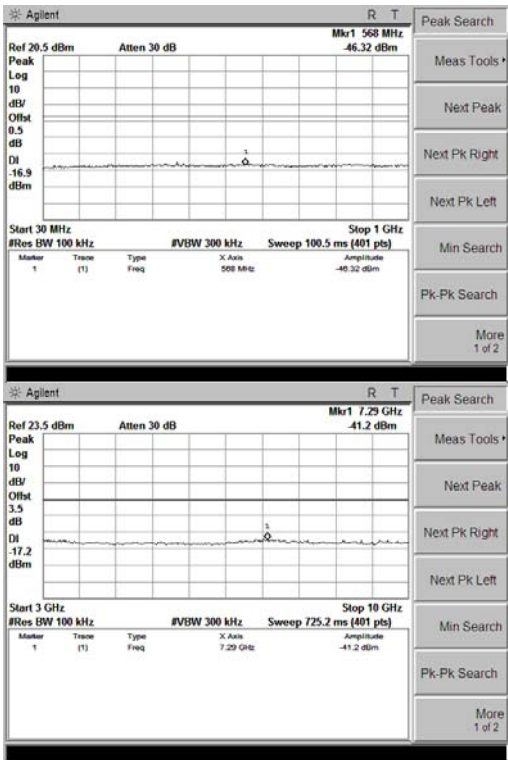 Agilent R T
Peak Search
Mkr1 568 MHz
Ref 20.5 dBm Atten 30 dB -46.32 dBm
Peak
Log
10
dB/
Offst
0.5
dB
DI
-16.9
dBm
1
Start 30 MHz Stop 1 GHz
#Res BW 100 kHz #VBW 300 kHz Sweep 100.5 ms (401 pts)
Marker Trace Type X Axis Amplitude
1 (1) Freq 568 MHz -46.32 dBm
Meas Tools
Next Peak
Next Pk Right
Next Pk Left
Min Search
Pk-Pk Search
More
1 of 2
Agilent R T
Peak Search
Mkr1 7.29 GHz
Ref 23.5 dBm Atten 30 dB -41.2 dBm
Peak
Log
10
dB/
Offst
3.5
dB
DI
-17.2
dBm
1
Start 3 GHz Stop 10 GHz
#Res BW 100 kHz #VBW 300 kHz Sweep 725.2 ms (401 pts)
Marker Trace Type X Axis Amplitude
1 (1) Freq 7.29 GHz -41.2 dBm
Meas Tools
Next Peak
Next Pk Right
Next Pk Left
Min Search
Pk-Pk Search
More
1 of 2